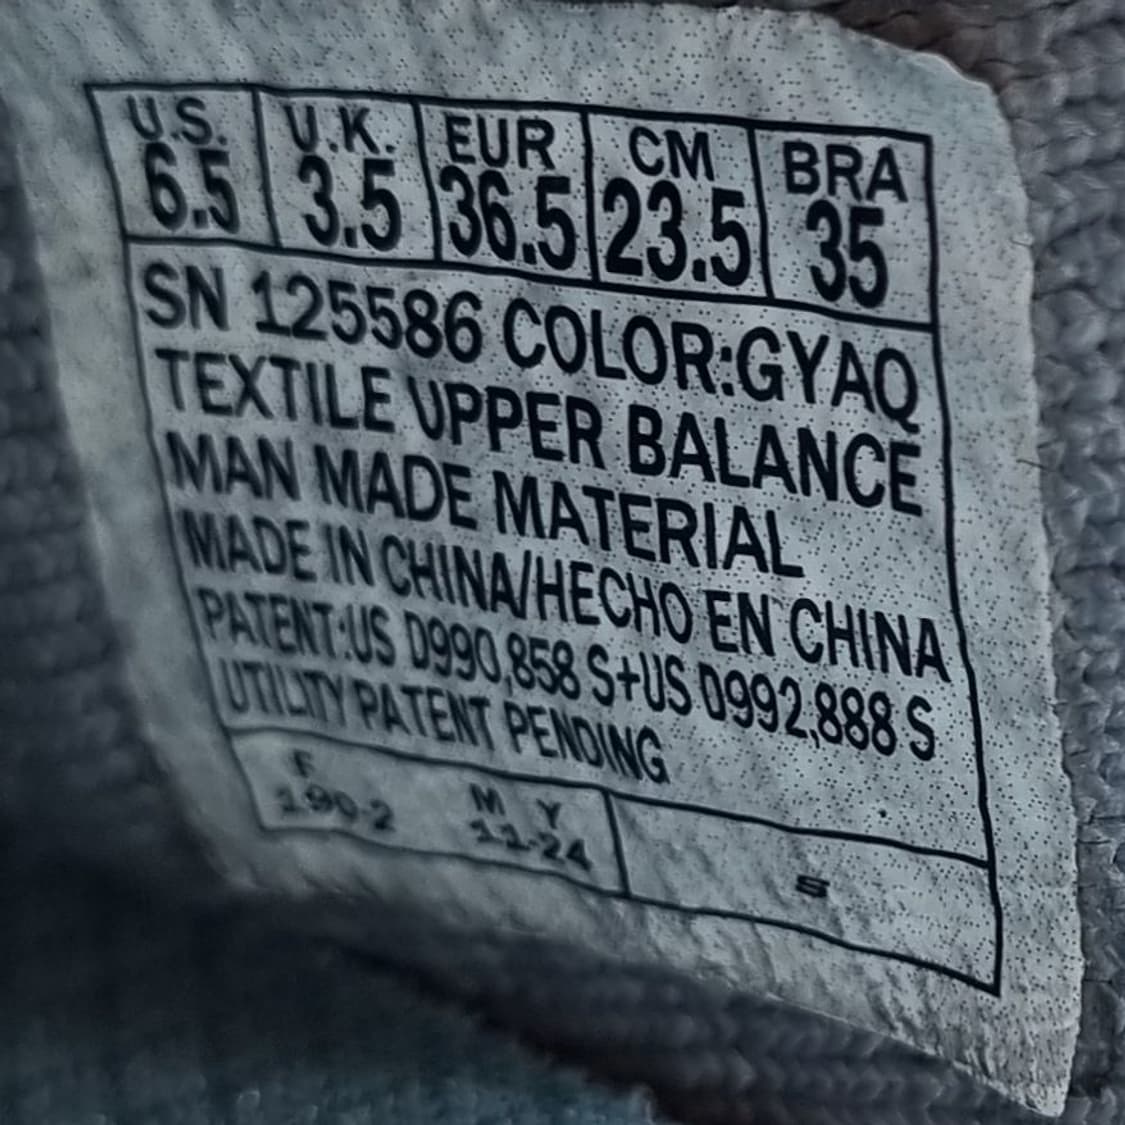 U.S. U.K. EUR CM BRA
6.5 3.5 36.5 23.5 35
SN 125586 COLOR:GYAQ
TEXTILE UPPER BALANCE
MAN MADE MATERIAL
MADE IN CHINA/HECHO EN CHINA
PATENT:US D990,858 S+US D992,888 S
UTILITY PATENT PENDING
F M Y
190-2 11-24
S